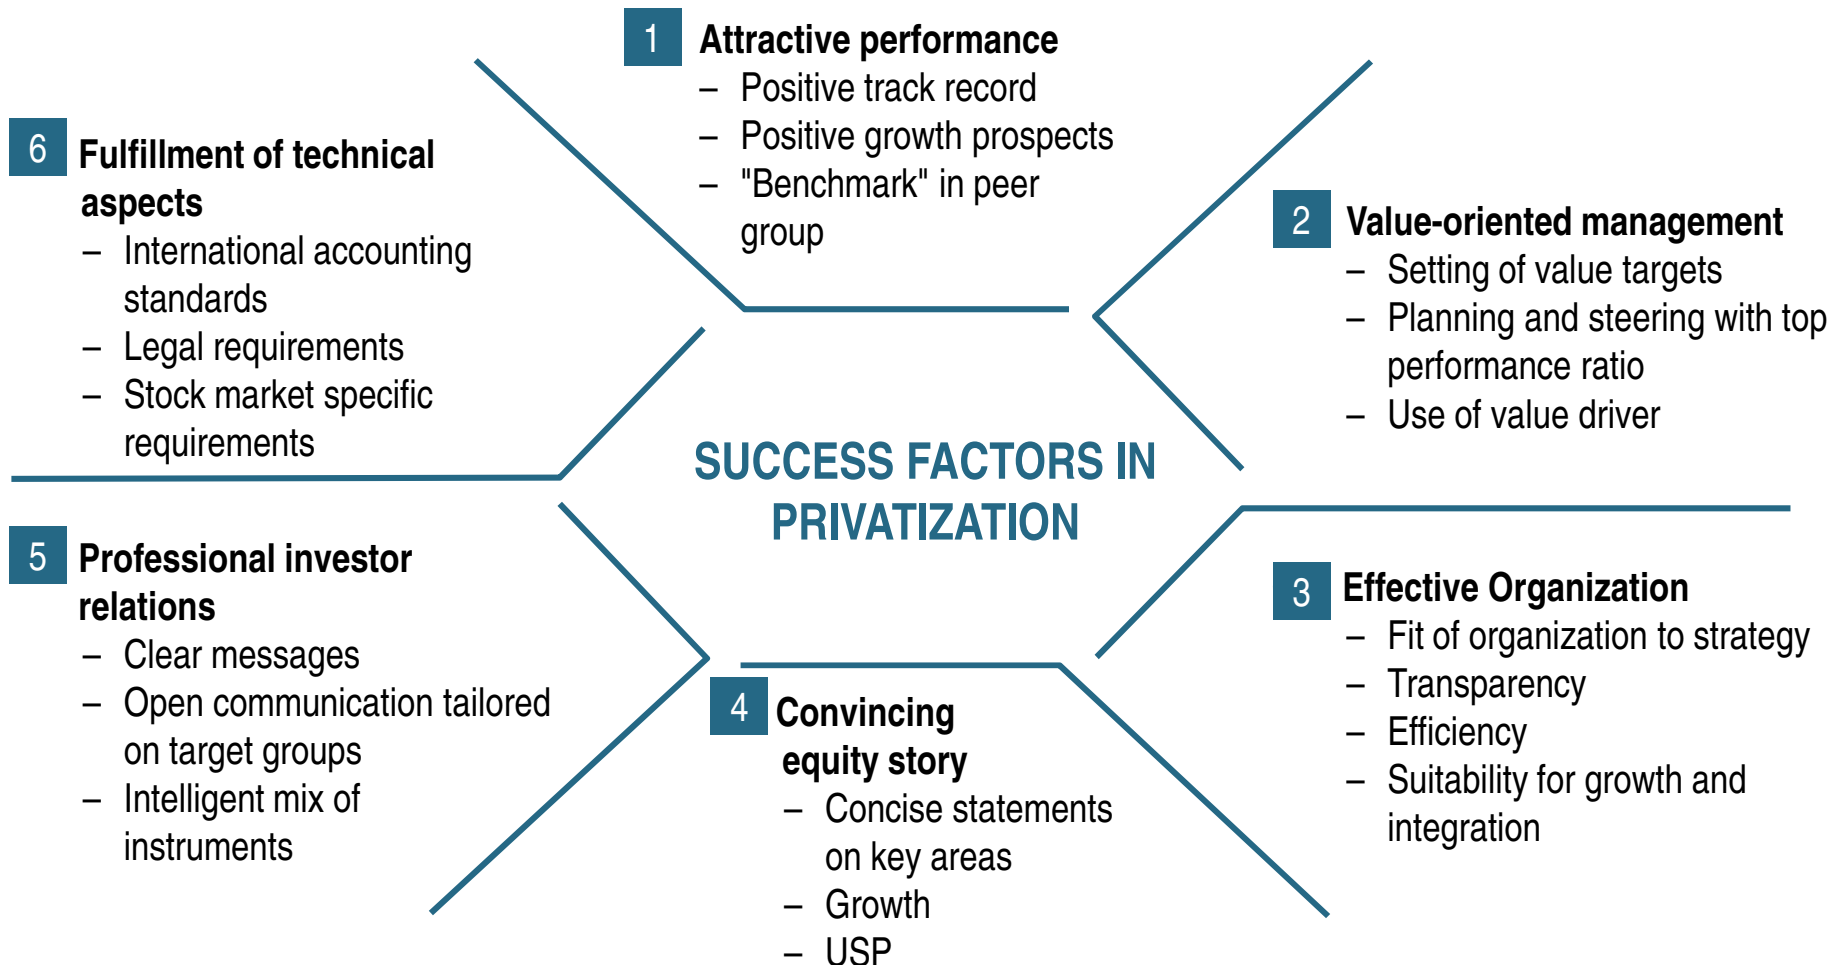 1 Attractive performance
– Positive track record
– Positive growth prospects
– "Benchmark" in peer
group
2 Value-oriented management
– Setting of value targets
– Planning and steering with top
performance ratio
– Use of value driver
3 Effective Organization
– Fit of organization to strategy
– Transparency
– Efficiency
– Suitability for growth and
integration
4 Convincing
equity story
– Concise statements
on key areas
– Growth
– USP
5 Professional investor
relations
– Clear messages
– Open communication tailored
on target groups
– Intelligent mix of
instruments
6 Fulfillment of technical
aspects
– International accounting
standards
– Legal requirements
– Stock market specific
requirements
SUCCESS FACTORS IN
PRIVATIZATION